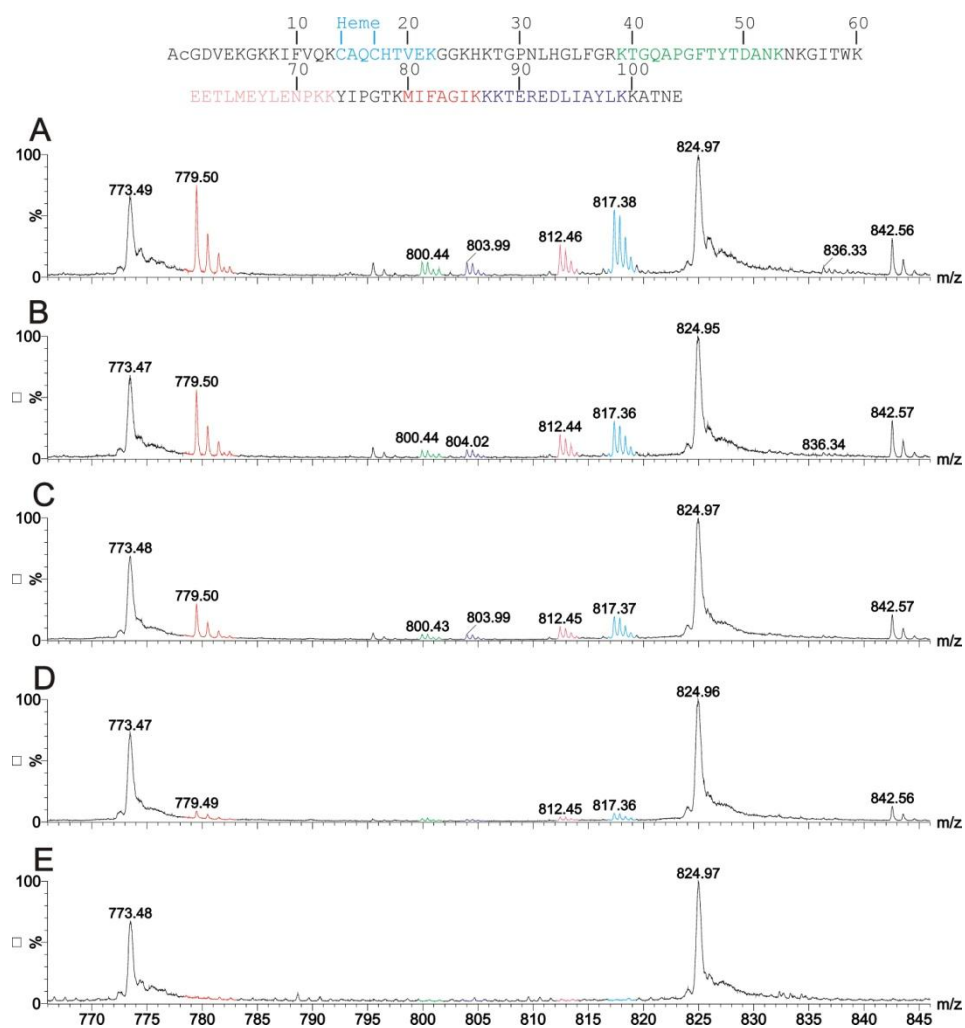 10 Heme 20 30 40 50 60
AcGDVEKGKKIFVQKCAQCHTVEKGGKHKTGPNLHGLFGRKTGQAPGFTYTDANKNKGITWK
70 80 90 100
EETLMEYLENPKKYIPGTKMIFAGIKKKTEREDLIAYLKKATNE
A
100
%
0
773.49 779.50 800.44 803.99 812.46 817.38 824.97 836.33 842.56
m/z
B
100
□ %
0
773.47 779.50 800.44 804.02 812.44 817.36 824.95 836.34 842.57
m/z
C
100
□ %
0
773.48 779.50 800.43 803.99 812.45 817.37 824.97 842.57
m/z
D
100
□ %
0
773.47 779.49 812.45 817.36 824.96 842.56
m/z
E
100
□ %
0
773.48 824.97
m/z
770 775 780 785 790 795 800 805 810 815 820 825 830 835 840 845